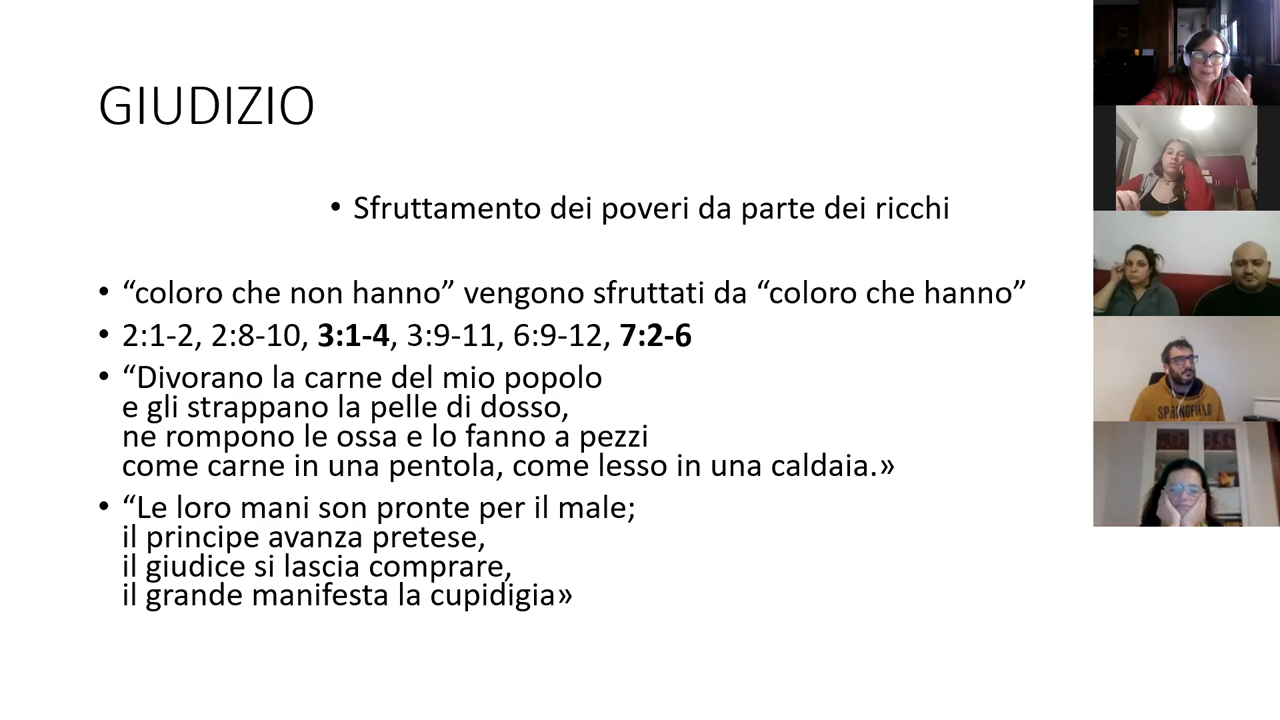 GIUDIZIO
• Sfruttamento dei poveri da parte dei ricchi
• “coloro che non hanno” vengono sfruttati da “coloro che hanno”
• 2:1-2, 2:8-10, 3:1-4, 3:9-11, 6:9-12, 7:2-6
• “Divorano la carne del mio popolo
e gli strappano la pelle di dosso,
ne rompono le ossa e lo fanno a pezzi
come carne in una pentola, come lesso in una caldaia.»
• “Le loro mani son pronte per il male;
il principe avanza pretese,
il giudice si lascia comprare,
il grande manifesta la cupidigia»
SPRINGFIELD